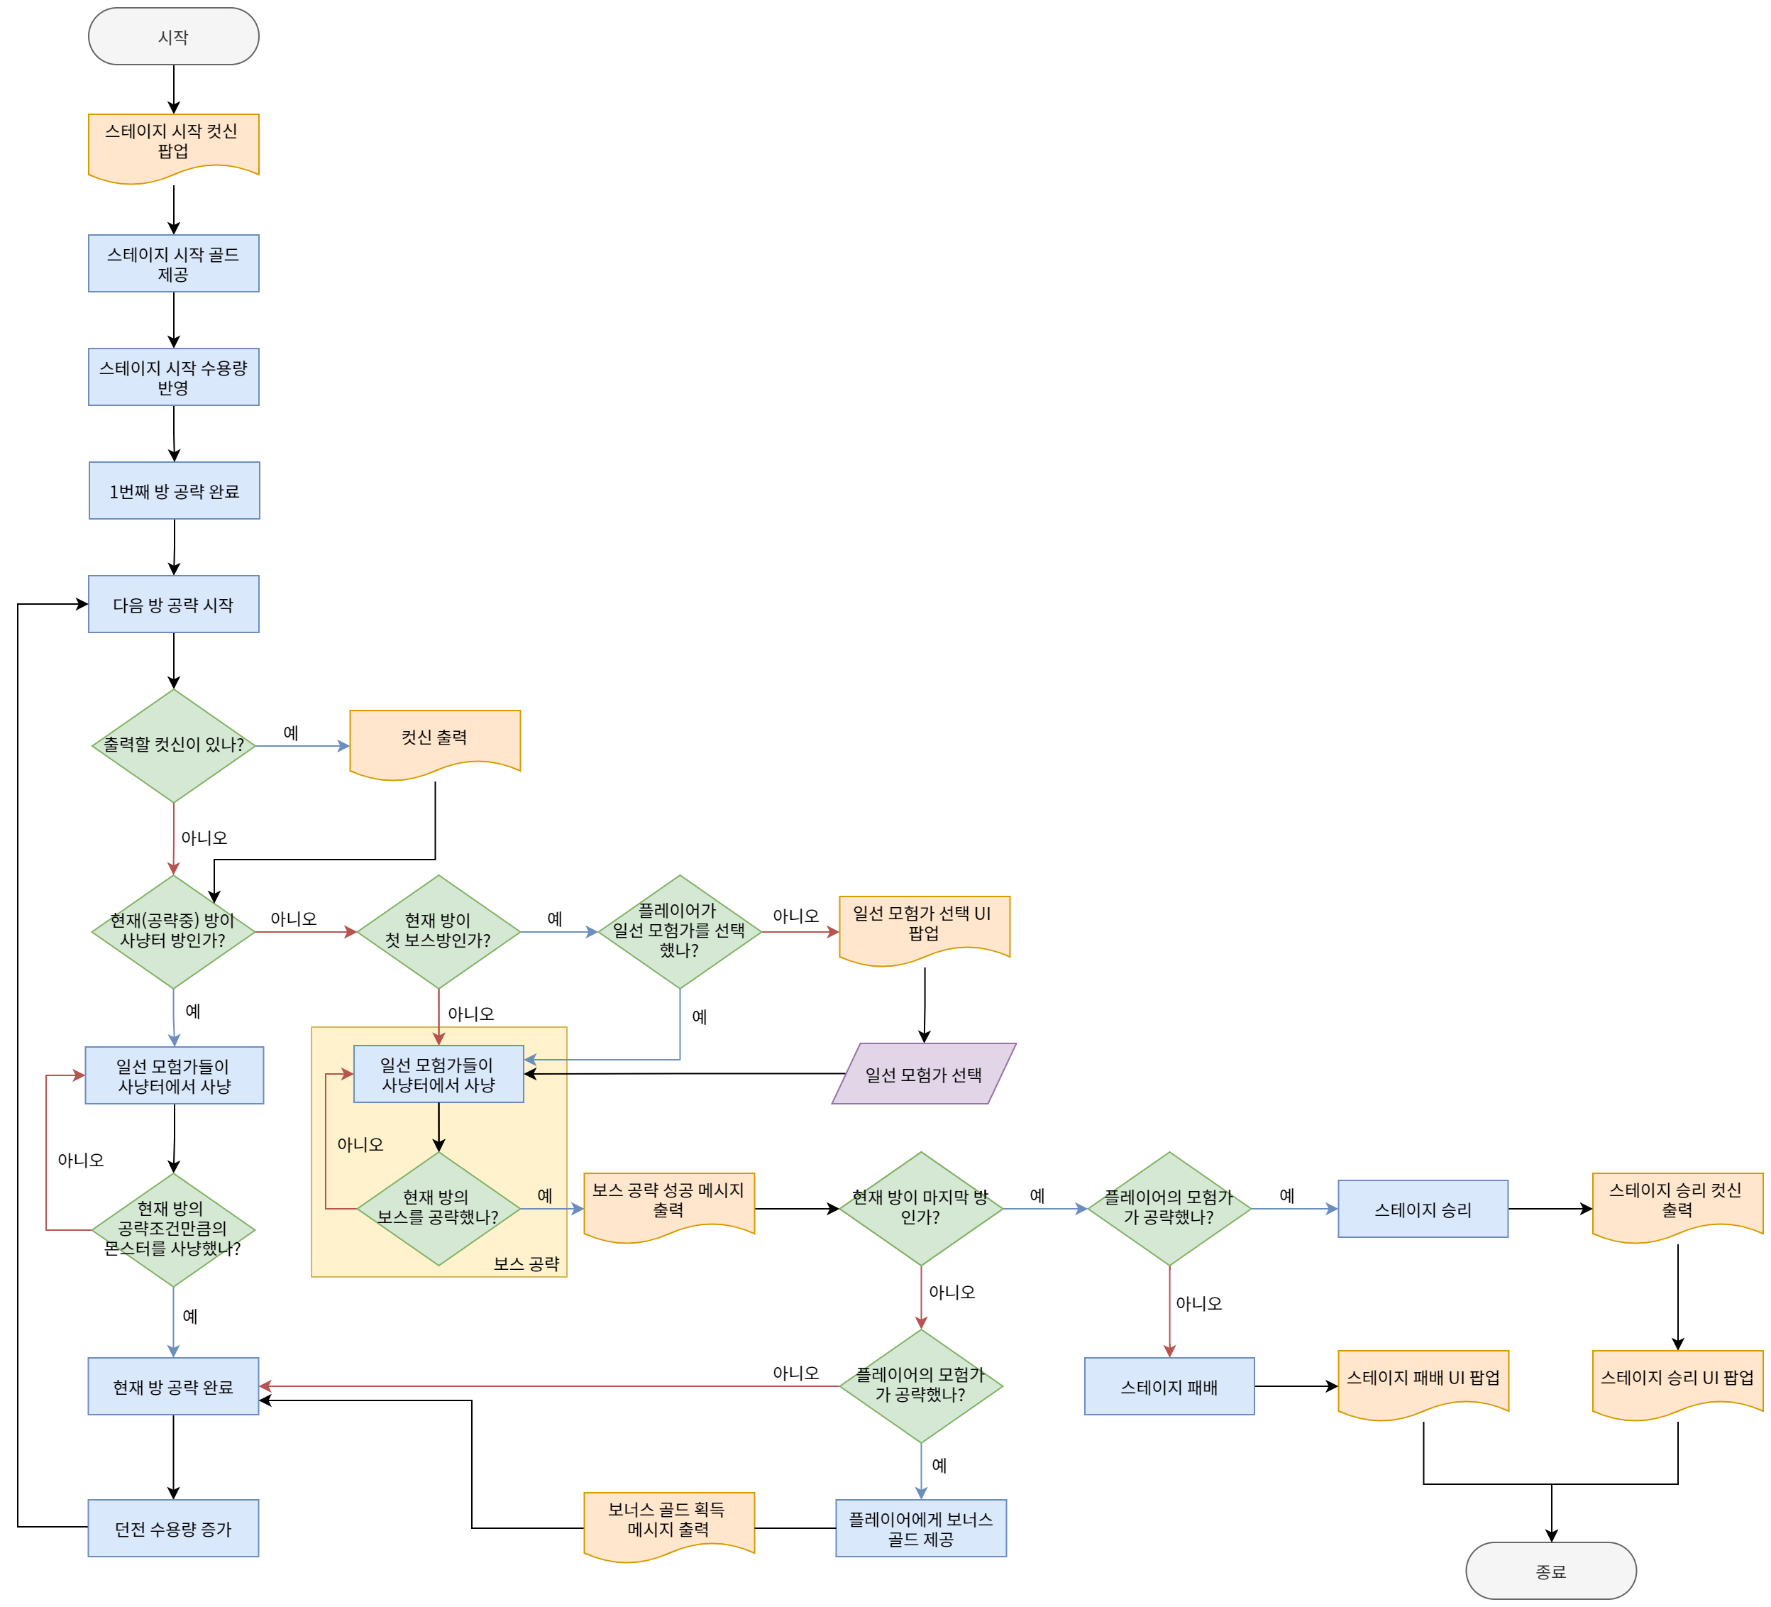 시작
스테이지 시작 컷신
팝업
스테이지 시작 골드
제공
스테이지 시작 수용량
반영
1번째 방 공략 완료
다음 방 공략 시작
출력할 컷신이 있나?
예
컷신 출력
아니오
현재(공략중) 방이
사냥터 방인가?
아니오
현재 방이
첫 보스방인가?
예
플레이어가
일선 모험가를 선택
했나?
아니오
일선 모험가 선택 UI
팝업
예
아니오
예
일선 모험가들이
사냥터에서 사냥
일선 모험가들이
사냥터에서 사냥
일선 모험가 선택
아니오
아니오
현재 방의
공략조건만큼의
몬스터를 사냥했나?
현재 방의
보스를 공략했나?
보스 공략
예
보스 공략 성공 메시지
출력
현재 방이 마지막 방
인가?
예
플레이어의 모험가
가 공략했나?
예
스테이지 승리
스테이지 승리 컷신
출력
예
아니오
아니오
현재 방 공략 완료
아니오
플레이어의 모험가
가 공략했나?
스테이지 패배
스테이지 패배 UI 팝업
스테이지 승리 UI 팝업
예
던전 수용량 증가
보너스 골드 획득
메시지 출력
플레이어에게 보너스
골드 제공
종료